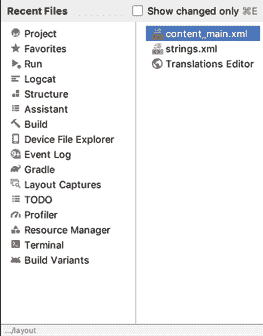 Recent Files
Show changed only ⌘E
Project
Favorites
Run
Logcat
Structure
Assistant
Build
Device File Explorer
Event Log
Gradle
Layout Captures
TODO
Profiler
Resource Manager
Terminal
Build Variants
content_main.xml
strings.xml
Translations Editor
.../layout